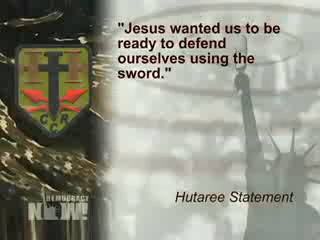 "Jesus wanted us to be
ready to defend
ourselves using the
sword."
Hutaree Statement
C C R
DEMOCRACY
NOW!